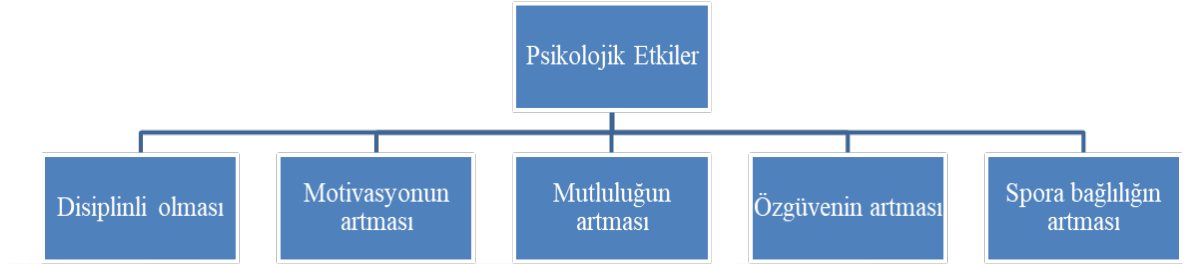 Psikolojik Etkiler
Disiplinli olması
Motivasyonun
artması
Mutluluğun
artması
Özgüvenin artması
Spora bağlılığın
artması